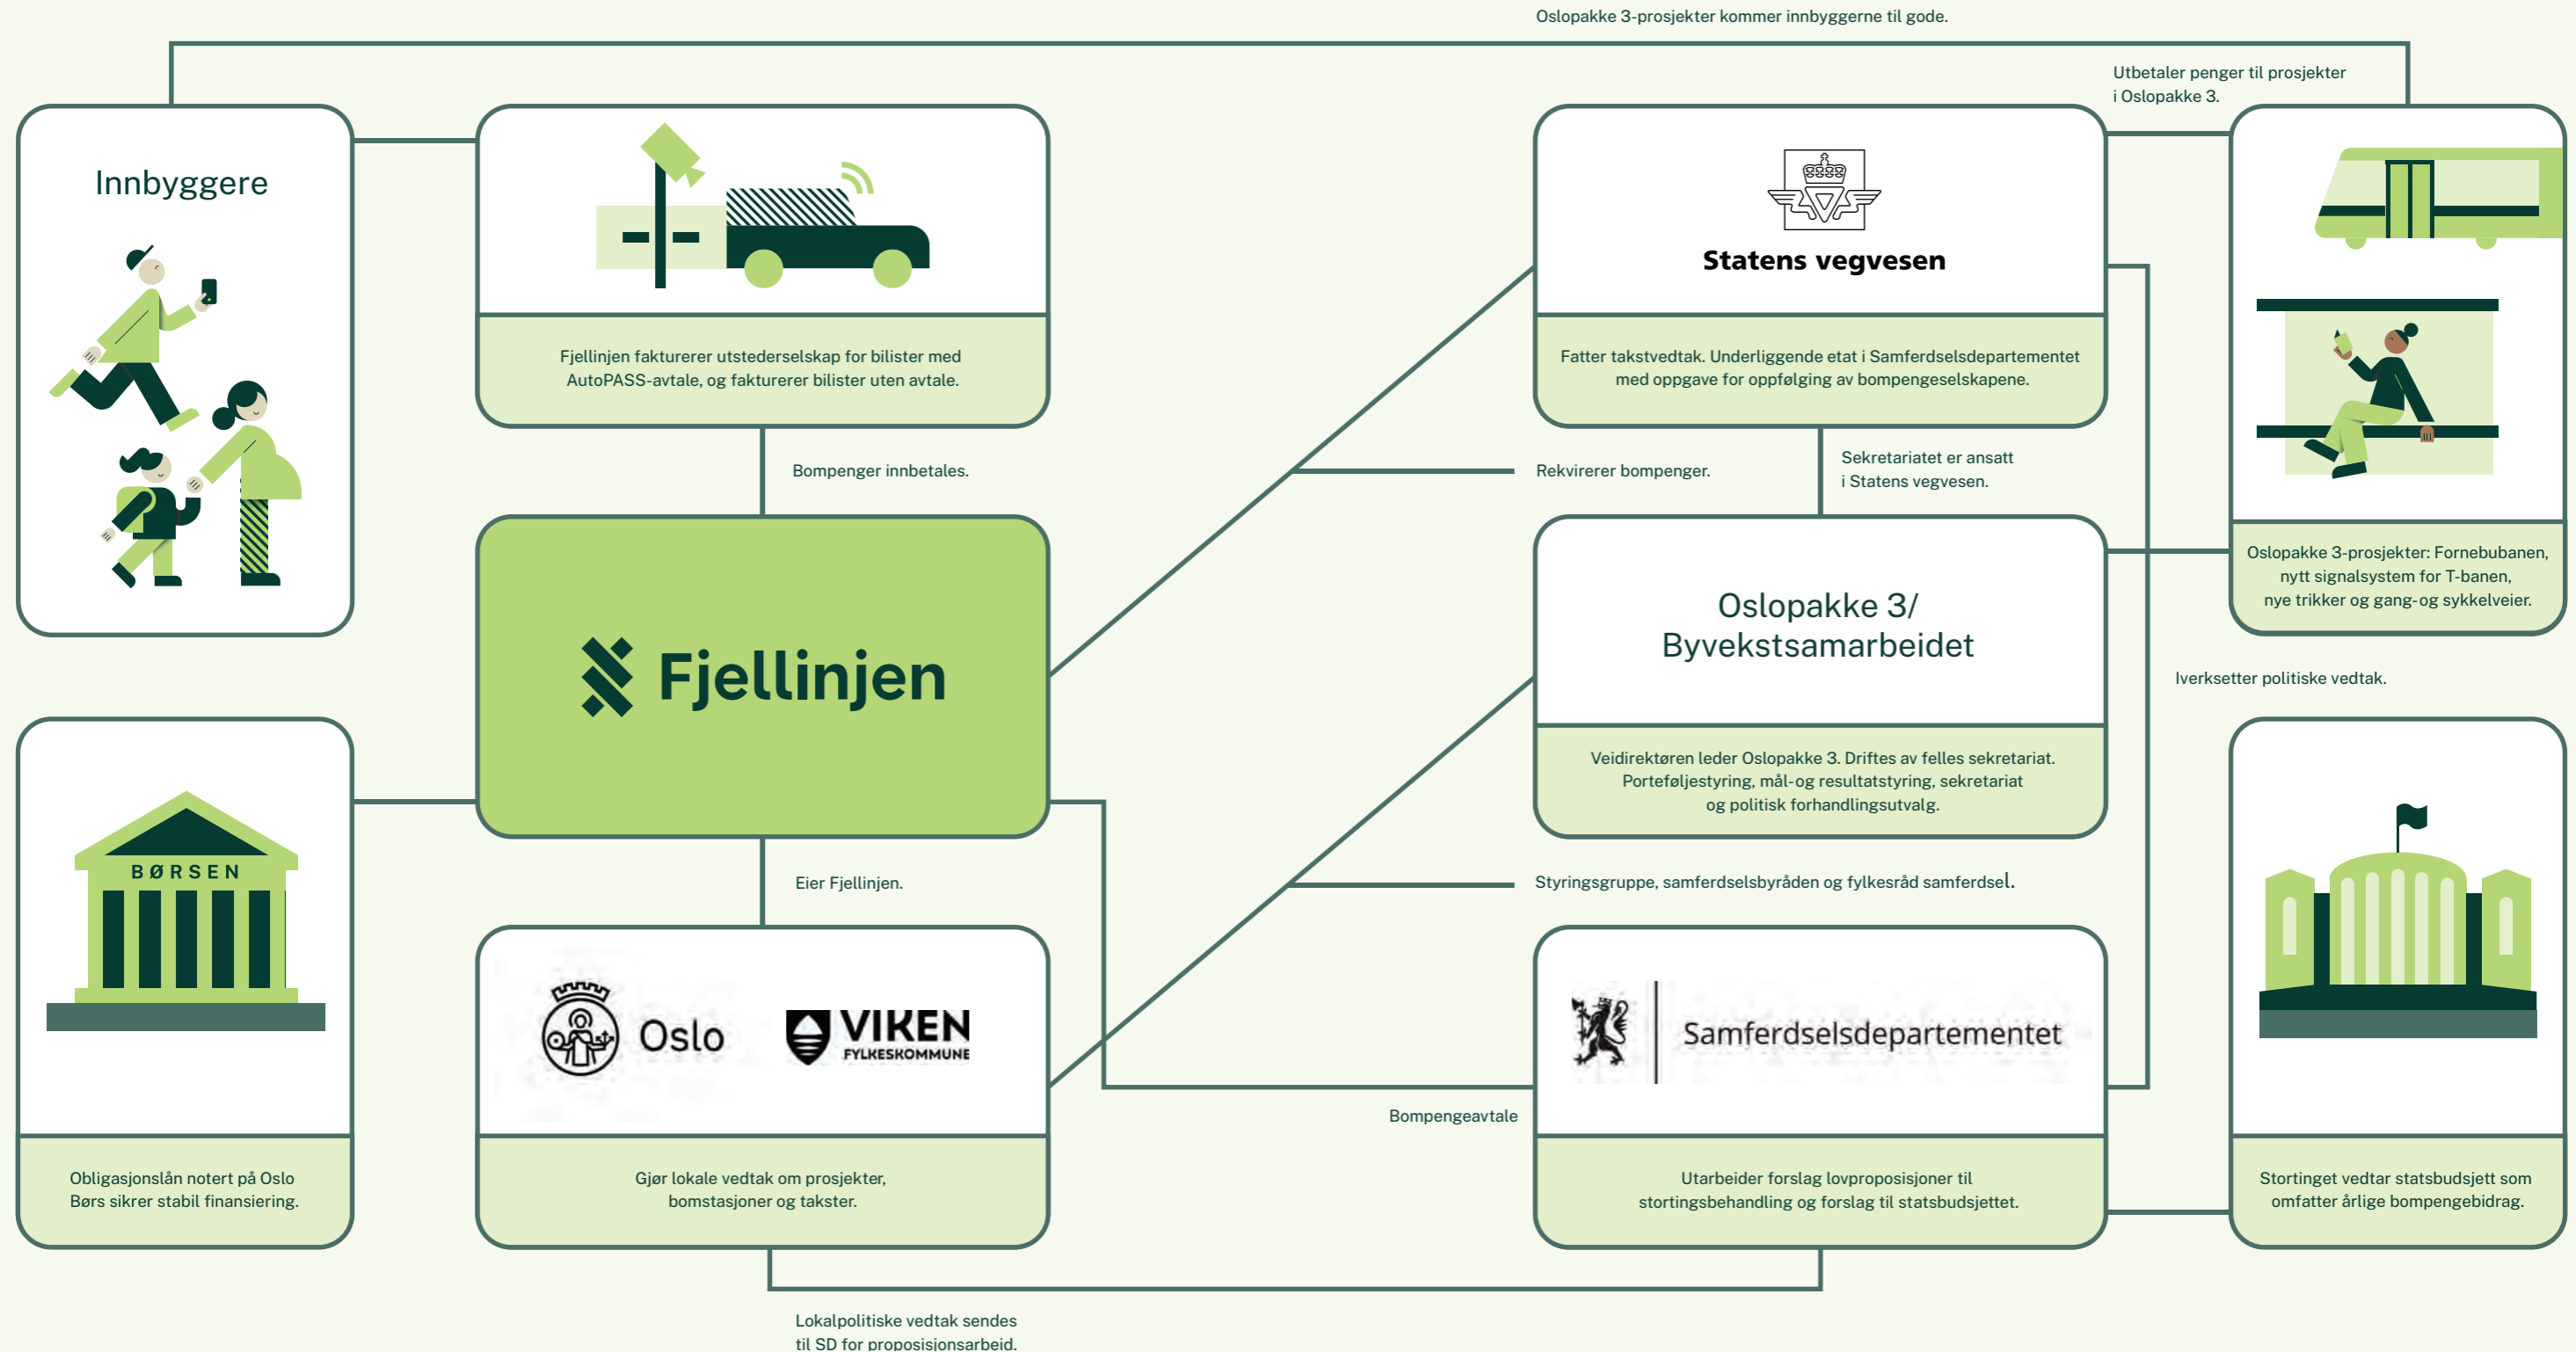 Oslopakke 3-prosjekter kommer innbyggerne til gode.
Utbetaler penger til prosjekter
i Oslopakke 3.
Innbyggere
Fjellinjen fakturerer utstederselskap for bilister med
AutoPASS-avtale, og fakturerer bilister uten avtale.
Statens vegvesen
Fatter takstvedtak. Underliggende etat i Samferdselsdepartementet
med oppgave for oppfølging av bompengeselskapene.
Bompenger innbetales.
Rekvirerer bompenger.
Sekretariatet er ansatt
i Statens vegvesen.
Oslopakke 3-prosjekter: Fornebubanen,
nytt signalsystem for T-banen,
nye trikker og gang-og sykkelveier.
Fjellinjen
Oslopakke 3/
Byvekstsamarbeidet
Veidirektøren leder Oslopakke 3. Driftes av felles sekretariat.
Porteføljestyring, mål-og resultatstyring, sekretariat
og politisk forhandlingsutvalg.
Iverksetter politiske vedtak.
BØRSEN
Obligasjonslån notert på Oslo
Børs sikrer stabil finansiering.
Eier Fjellinjen.
Styringsgruppe, samferdselsbyråden og fylkesråd samferdsel.
Oslo
VIKEN
FYLKESKOMMUNE
Gjør lokale vedtak om prosjekter,
bomstasjoner og takster.
Bompengeavtale
Samferdselsdepartementet
Utarbeider forslag lovproposisjoner til
stortingsbehandling og forslag til statsbudsjettet.
Stortinget vedtar statsbudsjett som
omfatter årlige bompengebidrag.
Lokalpolitiske vedtak sendes
til SD for proposisjonsarbeid.